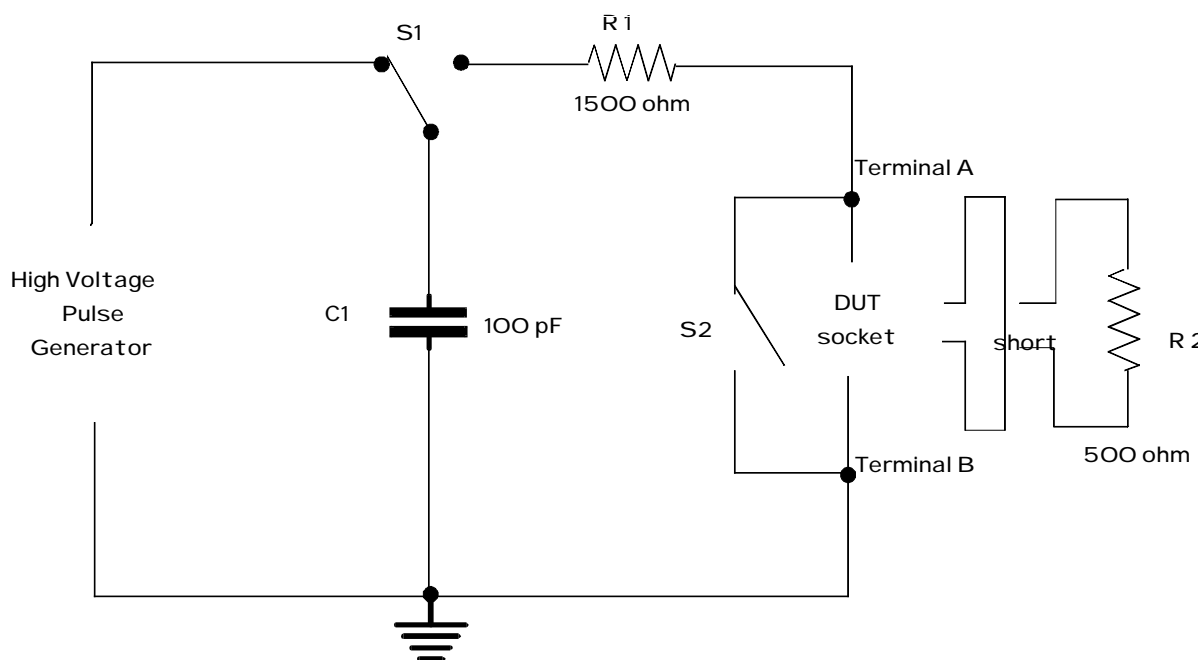 S1
R1
1500 ohm
Terminal A
High Voltage
Pulse
Generator
C1
100 pF
S2
DUT
socket
short
R2
Terminal B
500 ohm